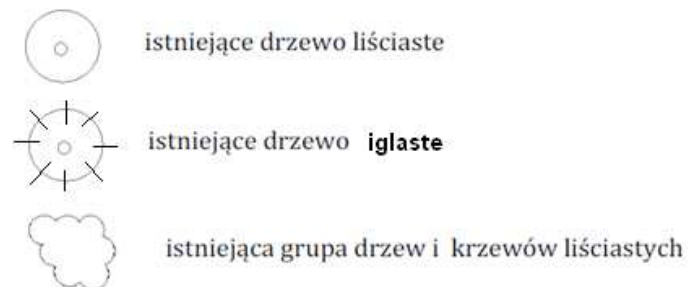 istniejące drzewo liściaste
istniejące drzewo iglaste
istniejąca grupa drzew i krzewów liściastych